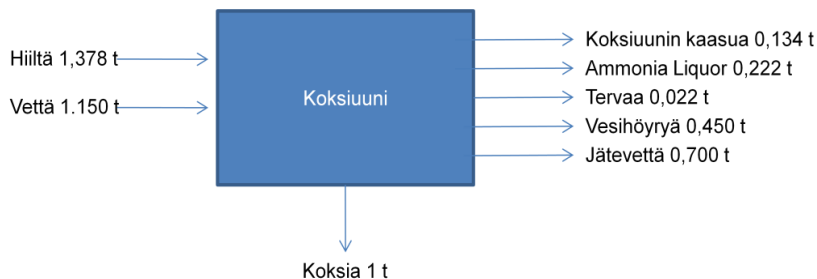 Hiiltä 1,378 t
Vettä 1.150 t
Koksiuuni
Koksiuunin kaasua 0,134 t
Ammonia Liquor 0,222 t
Tervaa 0,022 t
Vesihöyryä 0,450 t
Jätevettä 0,700 t
Koksia 1 t